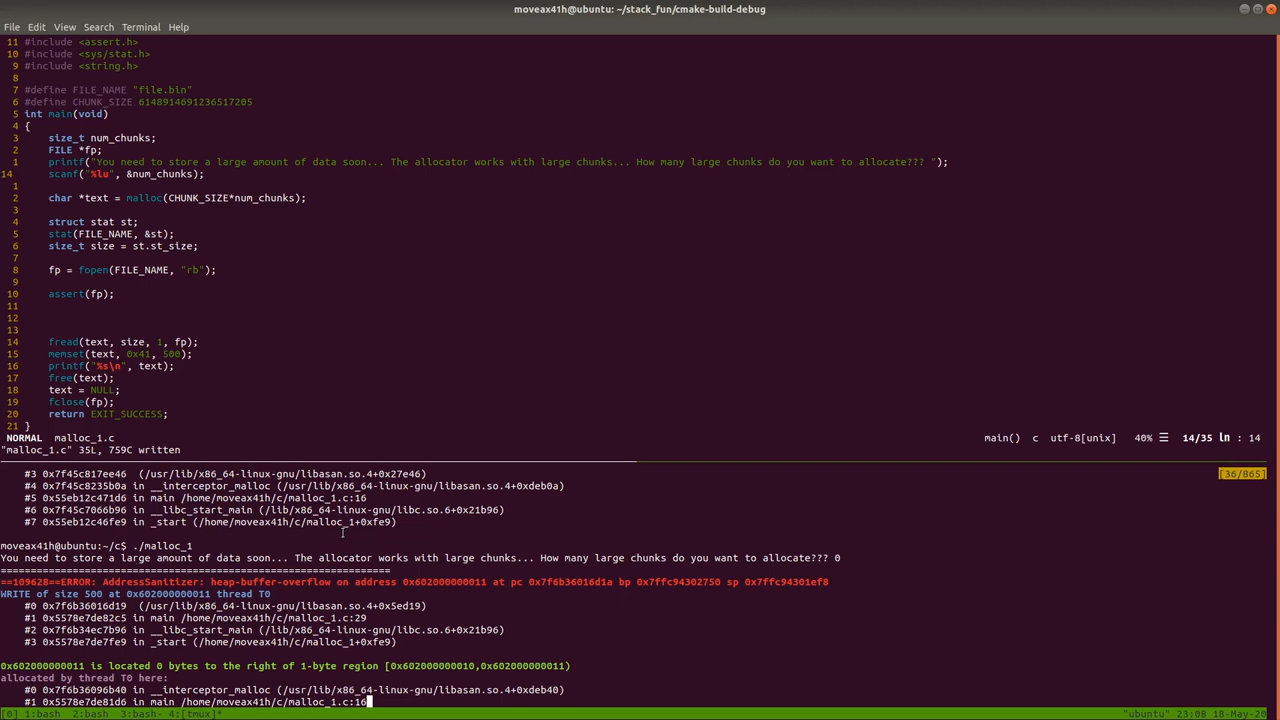 moveax41h@ubuntu: ~/stack_fun/cmake-build-debug
File Edit View Search Terminal Help
11 #include <assert.h>
10 #include <sys/stat.h>
9 #include <string.h>
8
7 #define FILE_NAME "file.bin"
6 #define CHUNK_SIZE 6148914691236517205
5 int main(void)
4 {
3 size_t num_chunks;
2 FILE *fp;
1 printf("You need to store a large amount of data soon... The allocator works with large chunks... How many large chunks do you want to allocate??? ");
14 scanf("%lu", &num_chunks);
1
2 char *text = malloc(CHUNK_SIZE*num_chunks);
3
4 struct stat st;
5 stat(FILE_NAME, &st);
6 size_t size = st.st_size;
7
8 fp = fopen(FILE_NAME, "rb");
9
10 assert(fp);
11
12
13
14 fread(text, size, 1, fp);
15 memset(text, 0x41, 500);
16 printf("%s\n", text);
17 free(text);
18 text = NULL;
19 fclose(fp);
20 return EXIT_SUCCESS;
21 }
NORMAL malloc_1.c main() c utf-8[unix] 40% ☰ 14/35 ln : 14
"malloc_1.c" 35L, 759C written
#3 0x7f45c817ee46 (/usr/lib/x86_64-linux-gnu/libasan.so.4+0x27e46) [36/865]
#4 0x7f45c8235b0a in __interceptor_malloc (/usr/lib/x86_64-linux-gnu/libasan.so.4+0xdeb0a)
#5 0x55eb12c471d6 in main /home/moveax41h/c/malloc_1.c:16
#6 0x7f45c7066b96 in __libc_start_main (/lib/x86_64-linux-gnu/libc.so.6+0x21b96)
#7 0x55eb12c46fe9 in _start (/home/moveax41h/c/malloc_1+0xfe9)
moveax41h@ubuntu:~/c$ ./malloc_1
You need to store a large amount of data soon... The allocator works with large chunks... How many large chunks do you want to allocate??? 0
=================================================================
==109628==ERROR: AddressSanitizer: heap-buffer-overflow on address 0x602000000011 at pc 0x7f6b36016d1a bp 0x7ffc94302750 sp 0x7ffc94301ef8
WRITE of size 500 at 0x602000000011 thread T0
#0 0x7f6b36016d19 (/usr/lib/x86_64-linux-gnu/libasan.so.4+0x5ed19)
#1 0x5578e7de82c5 in main /home/moveax41h/c/malloc_1.c:29
#2 0x7f6b34ec7b96 in __libc_start_main (/lib/x86_64-linux-gnu/libc.so.6+0x21b96)
#3 0x5578e7de7fe9 in _start (/home/moveax41h/c/malloc_1+0xfe9)
0x602000000011 is located 0 bytes to the right of 1-byte region [0x602000000010,0x602000000011)
allocated by thread T0 here:
#0 0x7f6b36096b40 in __interceptor_malloc (/usr/lib/x86_64-linux-gnu/libasan.so.4+0xdeb40)
#1 0x5578e7de81d6 in main /home/moveax41h/c/malloc_1.c:16
[0] 1:bash 2:bash 3:bash- 4:[tmux]* "ubuntu" 23:08 18-May-20